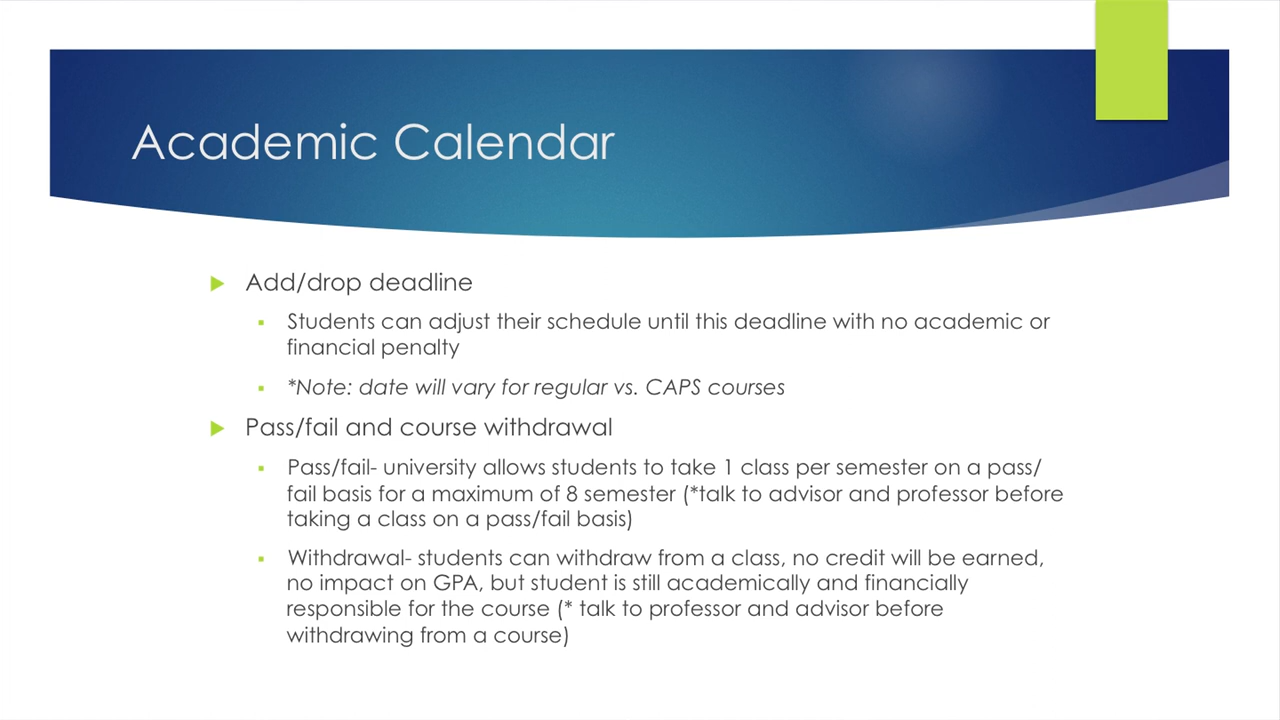 Academic Calendar
Add/drop deadline
Students can adjust their schedule until this deadline with no academic or
financial penalty
*Note: date will vary for regular vs. CAPS courses
Pass/fail and course withdrawal
Pass/fail- university allows students to take 1 class per semester on a pass/
fail basis for a maximum of 8 semester (*talk to advisor and professor before
taking a class on a pass/fail basis)
Withdrawal- students can withdraw from a class, no credit will be earned,
no impact on GPA, but student is still academically and financially
responsible for the course (* talk to professor and advisor before
withdrawing from a course)